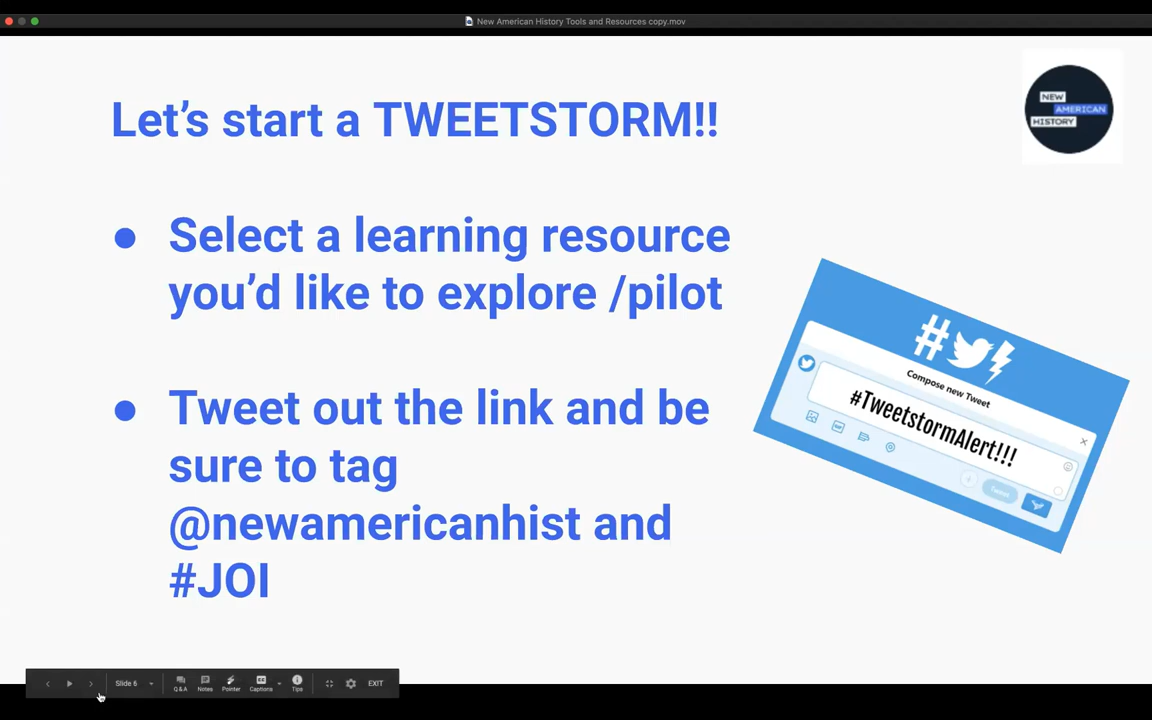 New American History Tools and Resources copy.mov
NEW
AMERICAN
HISTORY
Let's start a TWEETSTORM!!
● Select a learning resource
you'd like to explore /pilot
● Tweet out the link and be
sure to tag
@newamericanhist and
#JOI
#
Compose new Tweet
#TweetstormAlert!!!
GIF
Slide 6
Q&A
Notes
Pointer
CC
Captions
Tips
EXIT